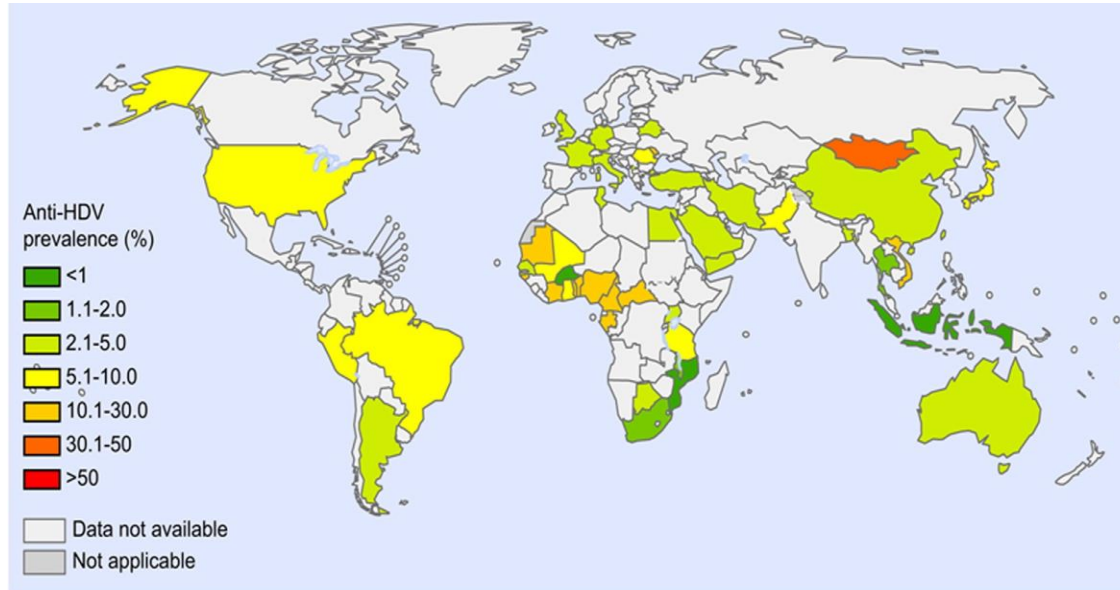 Anti-HDV
prevalence (%)
<1
1.1-2.0
2.1-5.0
5.1-10.0
10.1-30.0
30.1-50
>50
Data not available
Not applicable